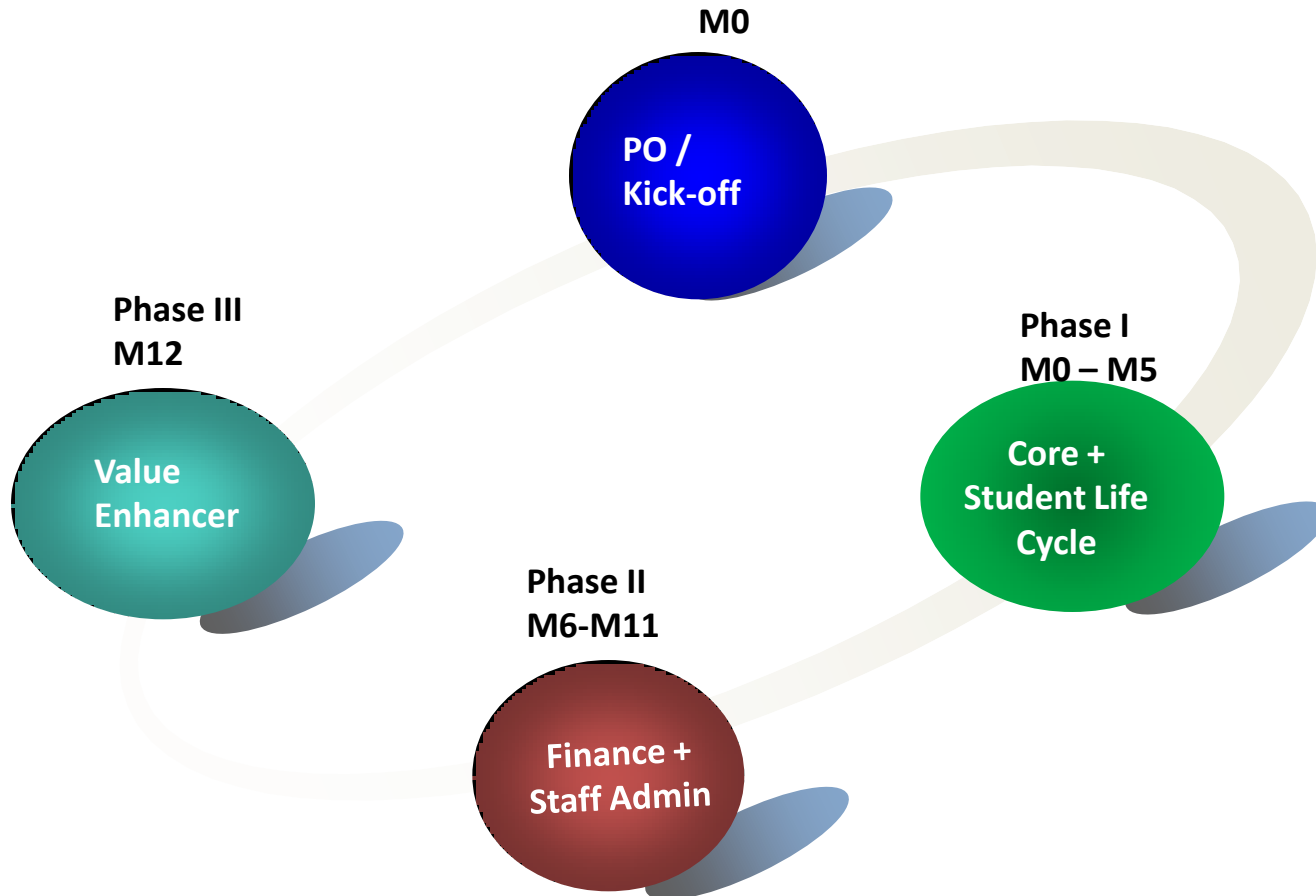 M0
PO /
Kick-off
Phase I
M0 – M5
Core +
Student Life
Cycle
Phase II
M6-M11
Finance +
Staff Admin
Phase III
M12
Value
Enhancer